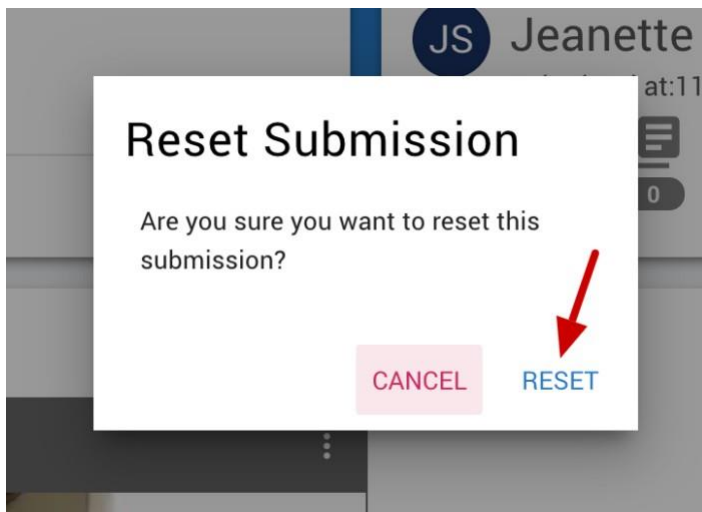 JS Jeanette
at:11
Reset Submission
0
Are you sure you want to reset this
submission?
CANCEL RESET